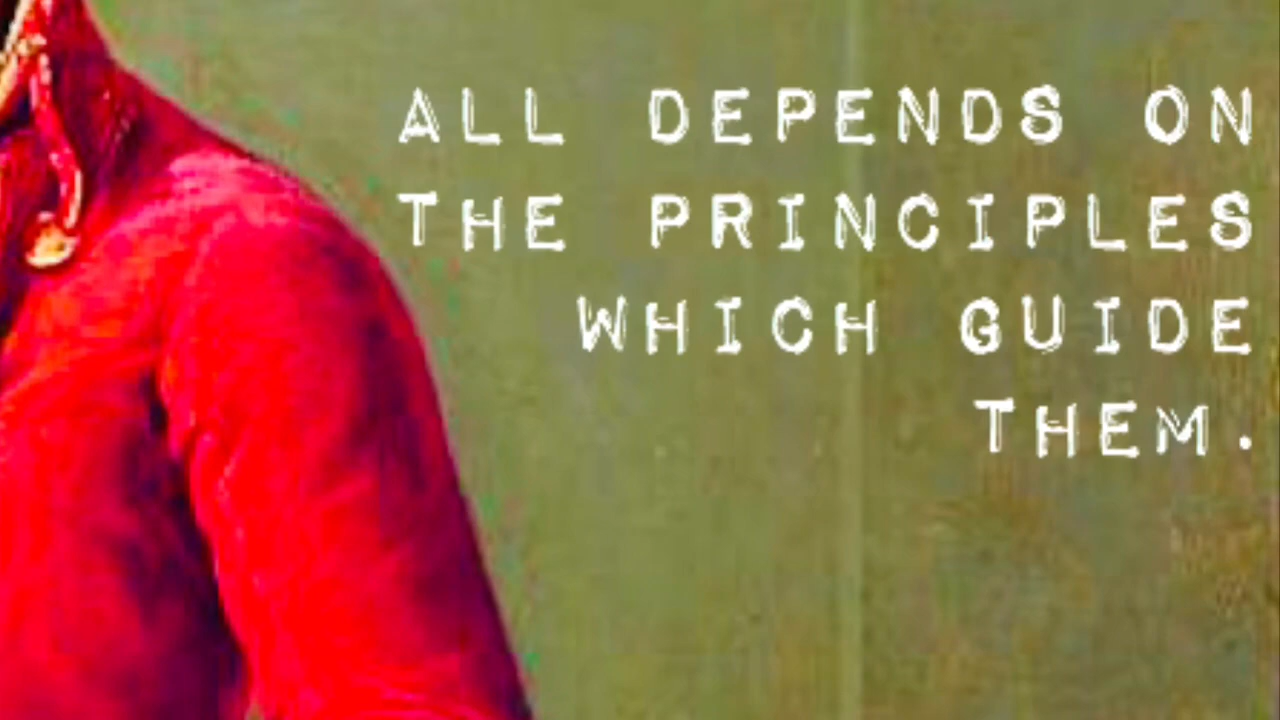 ALL DEPENDS ON
THE PRINCIPLES
WHICH GUIDE
THEM.